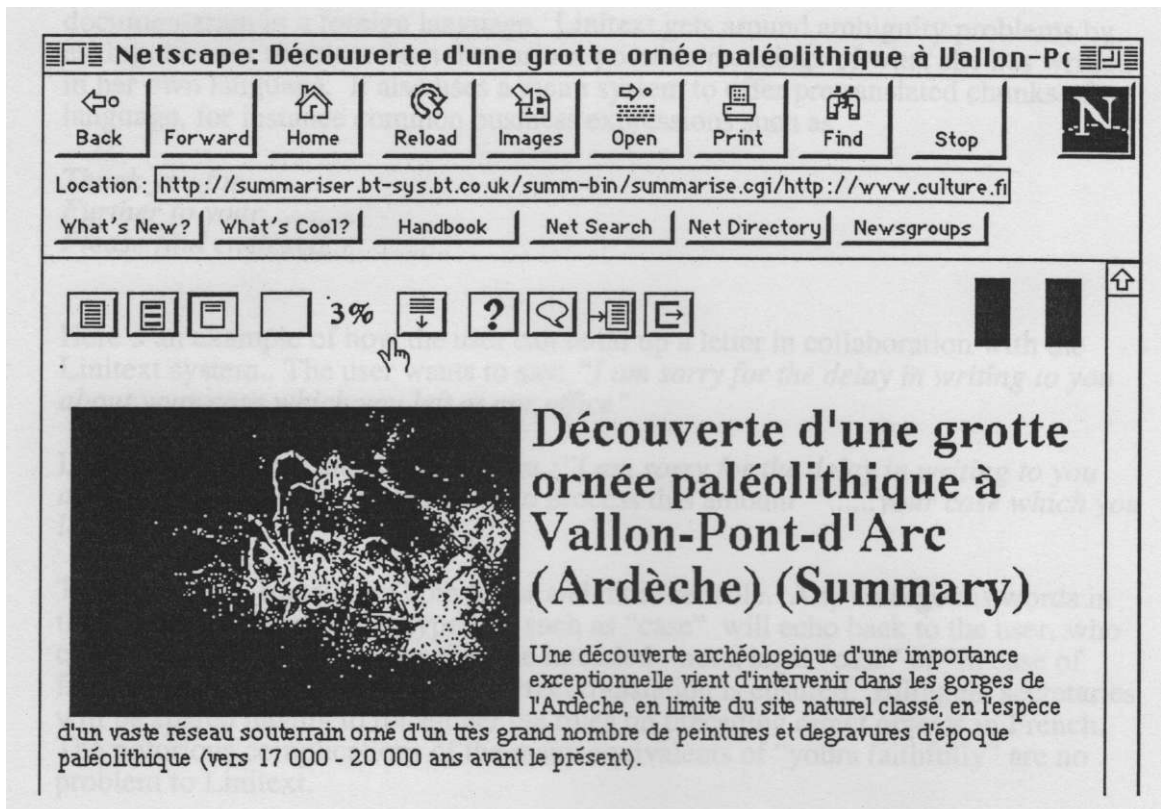 Netscape: Découverte d'une grotte ornée paléolithique à Vallon-P
Back Forward Home Reload Images Open Print Find Stop N
Location: http://summariser.bt-sys.bt.co.uk/summ-bin/summarise.cgi/http://www.culture.f
What's New? What's Cool? Handbook Net Search Net Directory Newsgroups
3% ?
Découverte d'une grotte
ornée paléolithique à
Vallon-Pont-d'Arc
(Ardèche) (Summary)
Une découverte archéologique d'une importance
exceptionnelle vient d'intervenir dans les gorges de
l'Ardèche, en limite du site naturel classé, en l'espèce
d'un vaste réseau souterrain orné d'un très grand nombre de peintures et degravures d'époque
paléolithique (vers 17 000 - 20 000 ans avant le présent).